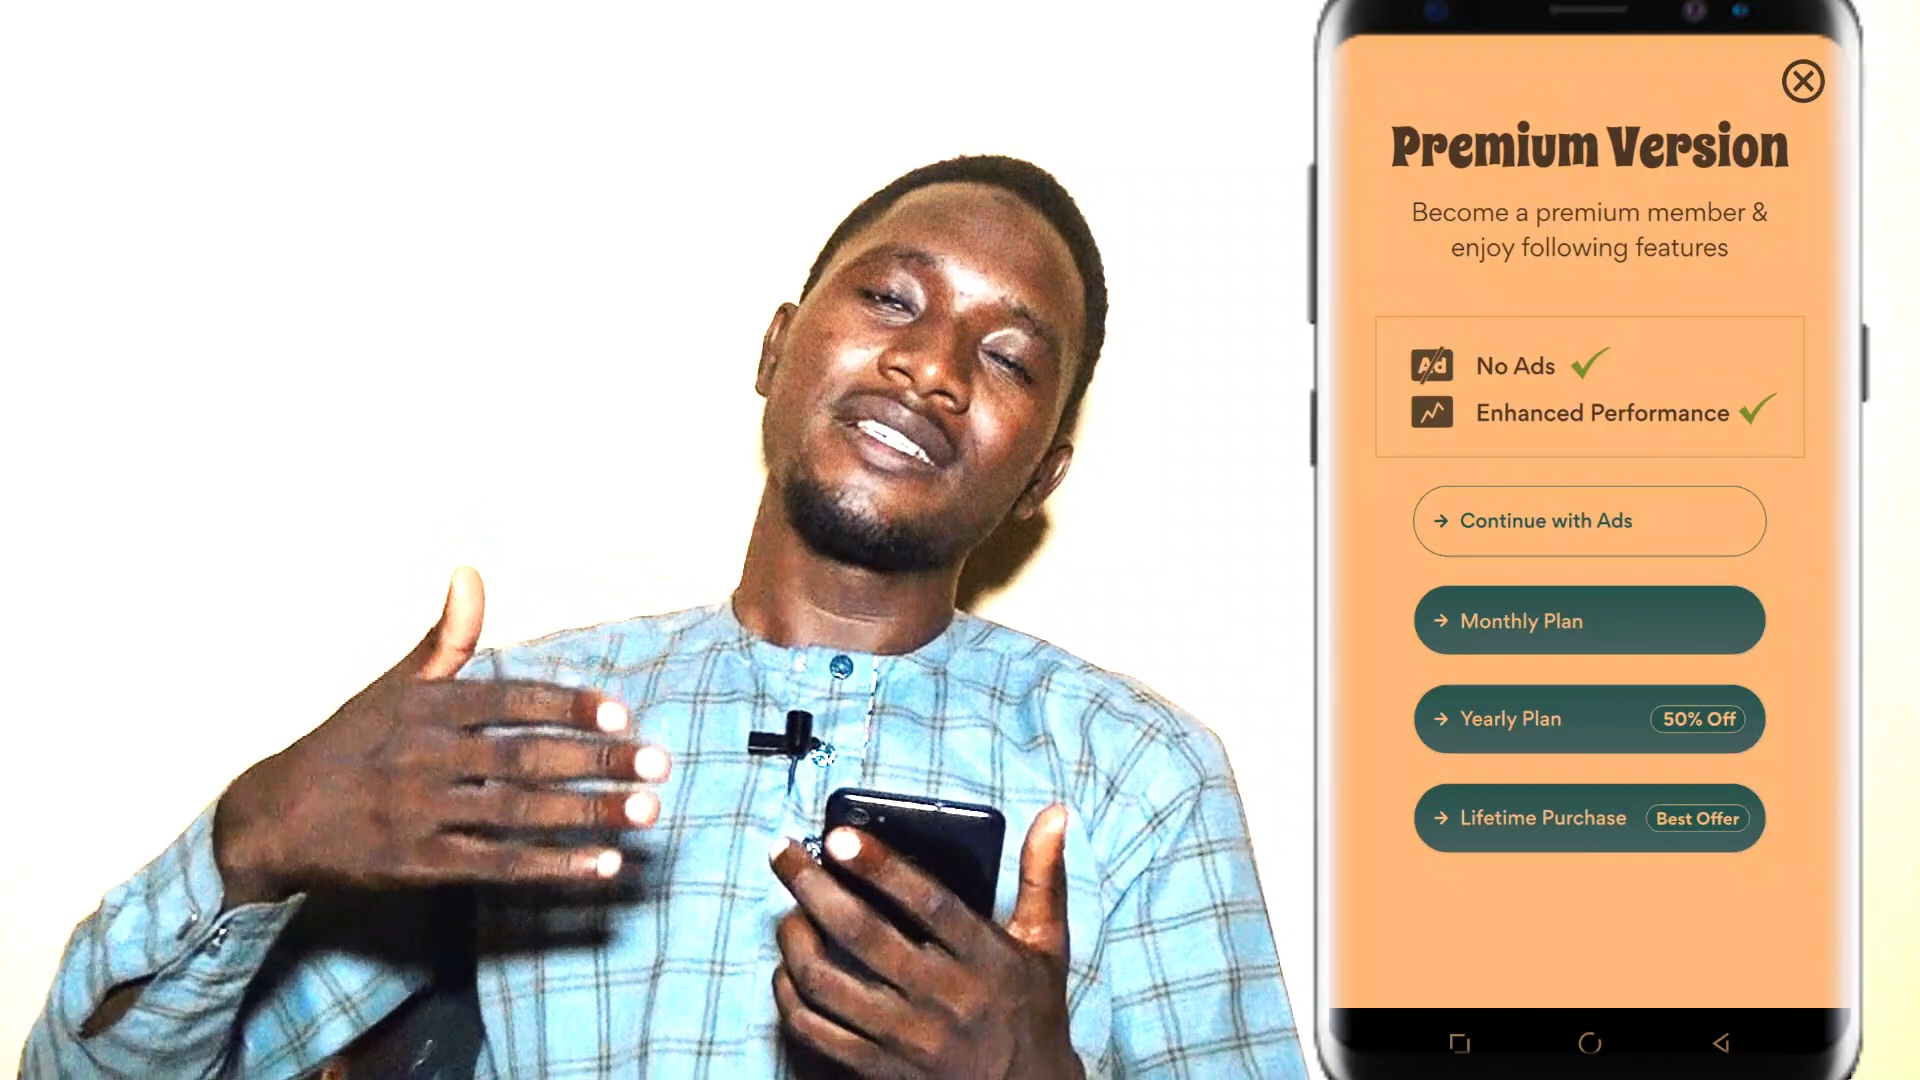 Premium Version
Become a premium member &
enjoy following features
Ad No Ads
Enhanced Performance
Continue with Ads
Monthly Plan
Yearly Plan 50% Off
Lifetime Purchase Best Offer